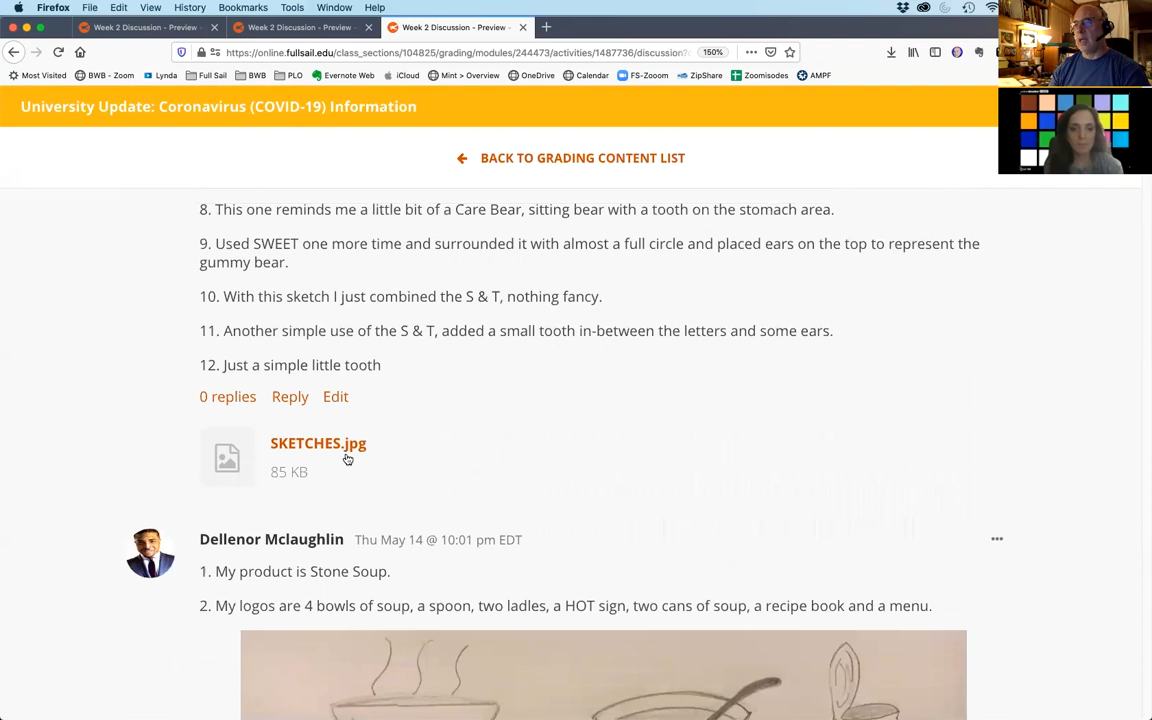 Firefox File Edit View History Bookmarks Tools Window Help
Week 2 Discussion - Preview - Week 2 Discussion - Preview - Week 2 Discussion - Preview -
https://online.fullsail.edu/class_sections/104825/grading/modules/244473/activities/1487736/discussion? 150%
Most Visited BWB - Zoom Lynda Full Sail BWB PLO Evernote Web iCloud Mint > Overview OneDrive Calendar FS-Zooom ZipShare Zoomisodes AMPF
University Update: Coronavirus (COVID-19) Information
BACK TO GRADING CONTENT LIST
8. This one reminds me a little bit of a Care Bear, sitting bear with a tooth on the stomach area.
9. Used SWEET one more time and surrounded it with almost a full circle and placed ears on the top to represent the
gummy bear.
10. With this sketch I just combined the S & T, nothing fancy.
11. Another simple use of the S & T, added a small tooth in-between the letters and some ears.
12. Just a simple little tooth
0 replies Reply Edit
SKETCHES.jpg
85 KB
Dellenor Mclaughlin Thu May 14 @ 10:01 pm EDT
1. My product is Stone Soup.
2. My logos are 4 bowls of soup, a spoon, two ladles, a HOT sign, two cans of soup, a recipe book and a menu.